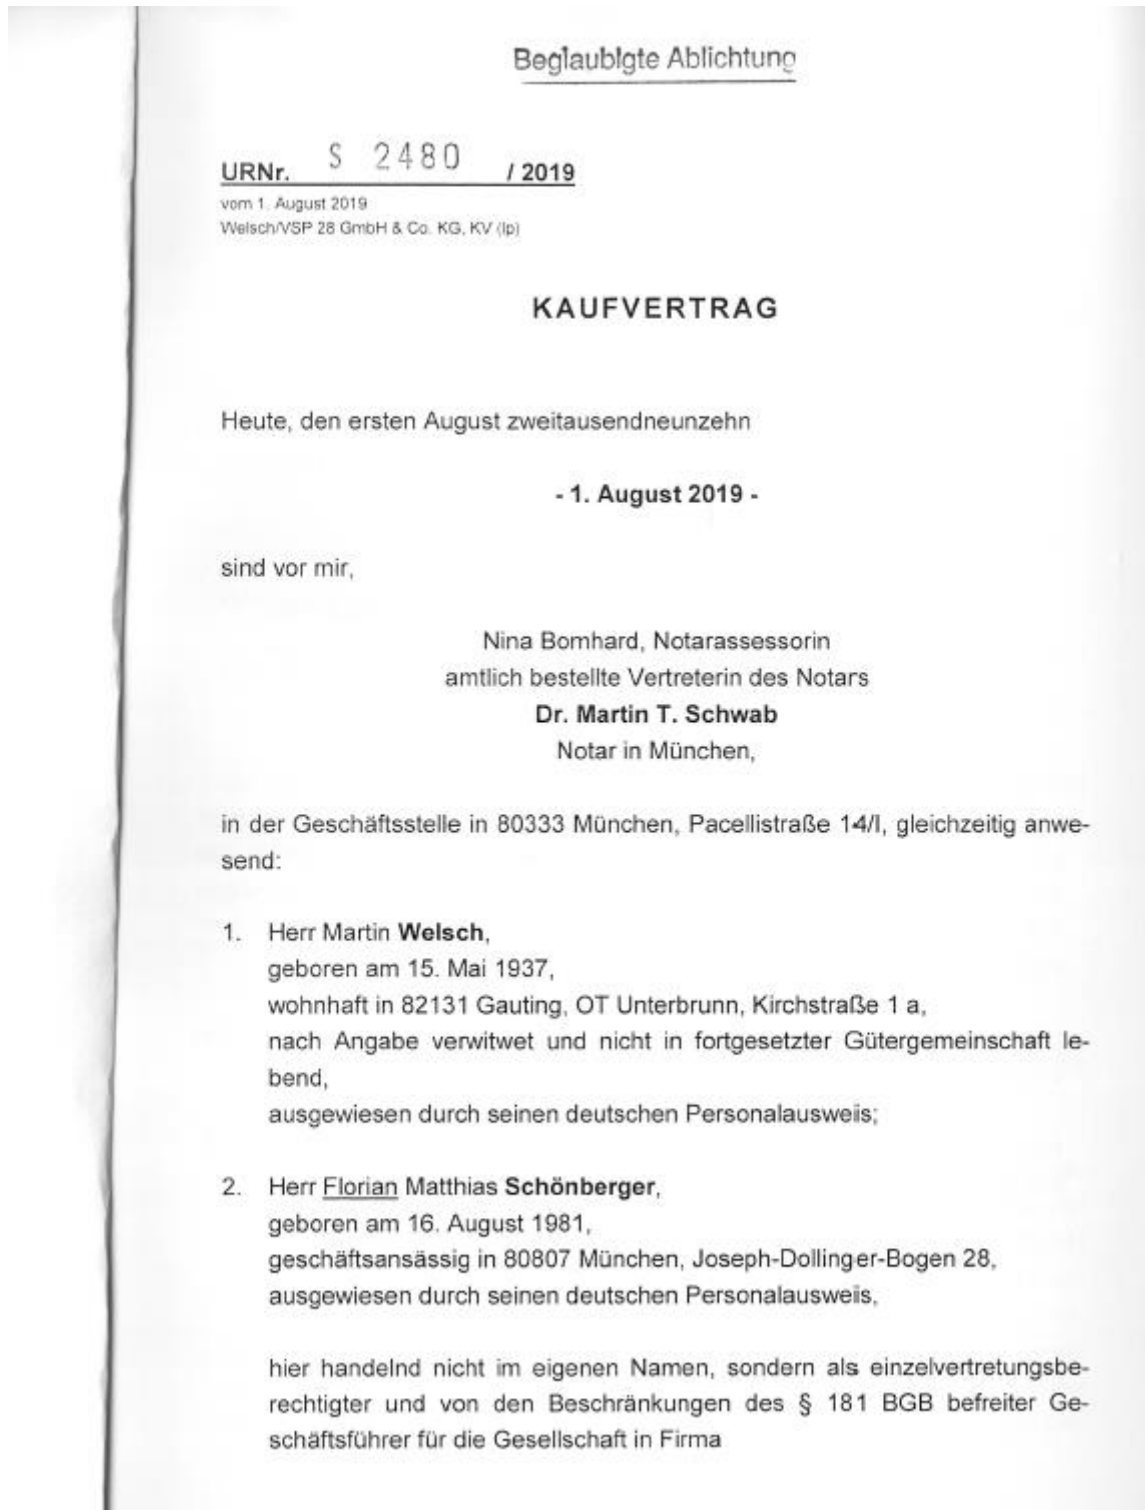 Beglaubigte Ablichtung
URNr. S 2480 / 2019
vom 1. August 2019
Welsch/VSP 28 GmbH & Co. KG, KV (lp)
KAUFVERTRAG
Heute, den ersten August zweitausendneunzehn
- 1. August 2019 -
sind vor mir,
Nina Bomhard, Notarassessorin
amtlich bestellte Vertreterin des Notars
Dr. Martin T. Schwab
Notar in München,
in der Geschäftsstelle in 80333 München, Pacellistraße 14/I, gleichzeitig anwe-
send:
1. Herr Martin Welsch,
geboren am 15. Mai 1937,
wohnhaft in 82131 Gauting, OT Unterbrunn, Kirchstraße 1 a,
nach Angabe verwitwet und nicht in fortgesetzter Gütergemeinschaft le-
bend,
ausgewiesen durch seinen deutschen Personalausweis;
2. Herr Florian Matthias Schönberger,
geboren am 16. August 1981,
geschäftsansässig in 80807 München, Joseph-Dollinger-Bogen 28,
ausgewiesen durch seinen deutschen Personalausweis,
hier handelnd nicht im eigenen Namen, sondern als einzelvertretungsbe-
rechtigter und von den Beschränkungen des § 181 BGB befreiter Ge-
schäftsführer für die Gesellschaft in Firma